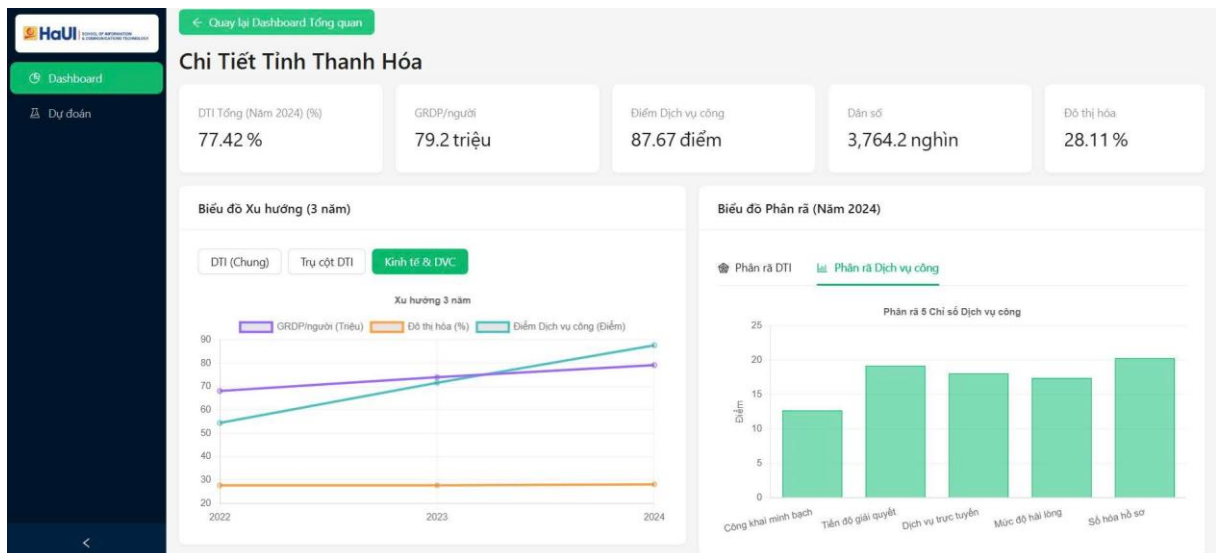 ← Quay lại Dashboard Tổng quan
HaUI SCHOOL OF INFORMATION & COMMUNICATIONS TECHNOLOGY
Chi Tiết Tỉnh Thanh Hóa
Dashboard
Dự đoán
DTI Tổng (Năm 2024) (%)
77.42 %
GRDP/người
79.2 triệu
Điểm Dịch vụ công
87.67 điểm
Dân số
3,764.2 nghìn
Đô thị hóa
28.11 %
Biểu đồ Xu hướng (3 năm)
DTI (Chung) Trụ cột DTI Kinh tế & DVC
Xu hướng 3 năm
GRDP/người (Triệu) Đô thị hóa (%) Điểm Dịch vụ công (Điểm)
90
80
70
60
50
40
30
20
2022 2023 2024
Biểu đồ Phân rã (Năm 2024)
Phân rã DTI Phân rã Dịch vụ công
Phân rã 5 Chỉ số Dịch vụ công
Điểm
25
20
15
10
5
0
Công khai minh bạch Tiến độ giải quyết Dịch vụ trực tuyến Mức độ hài lòng Số hóa hồ sơ
<